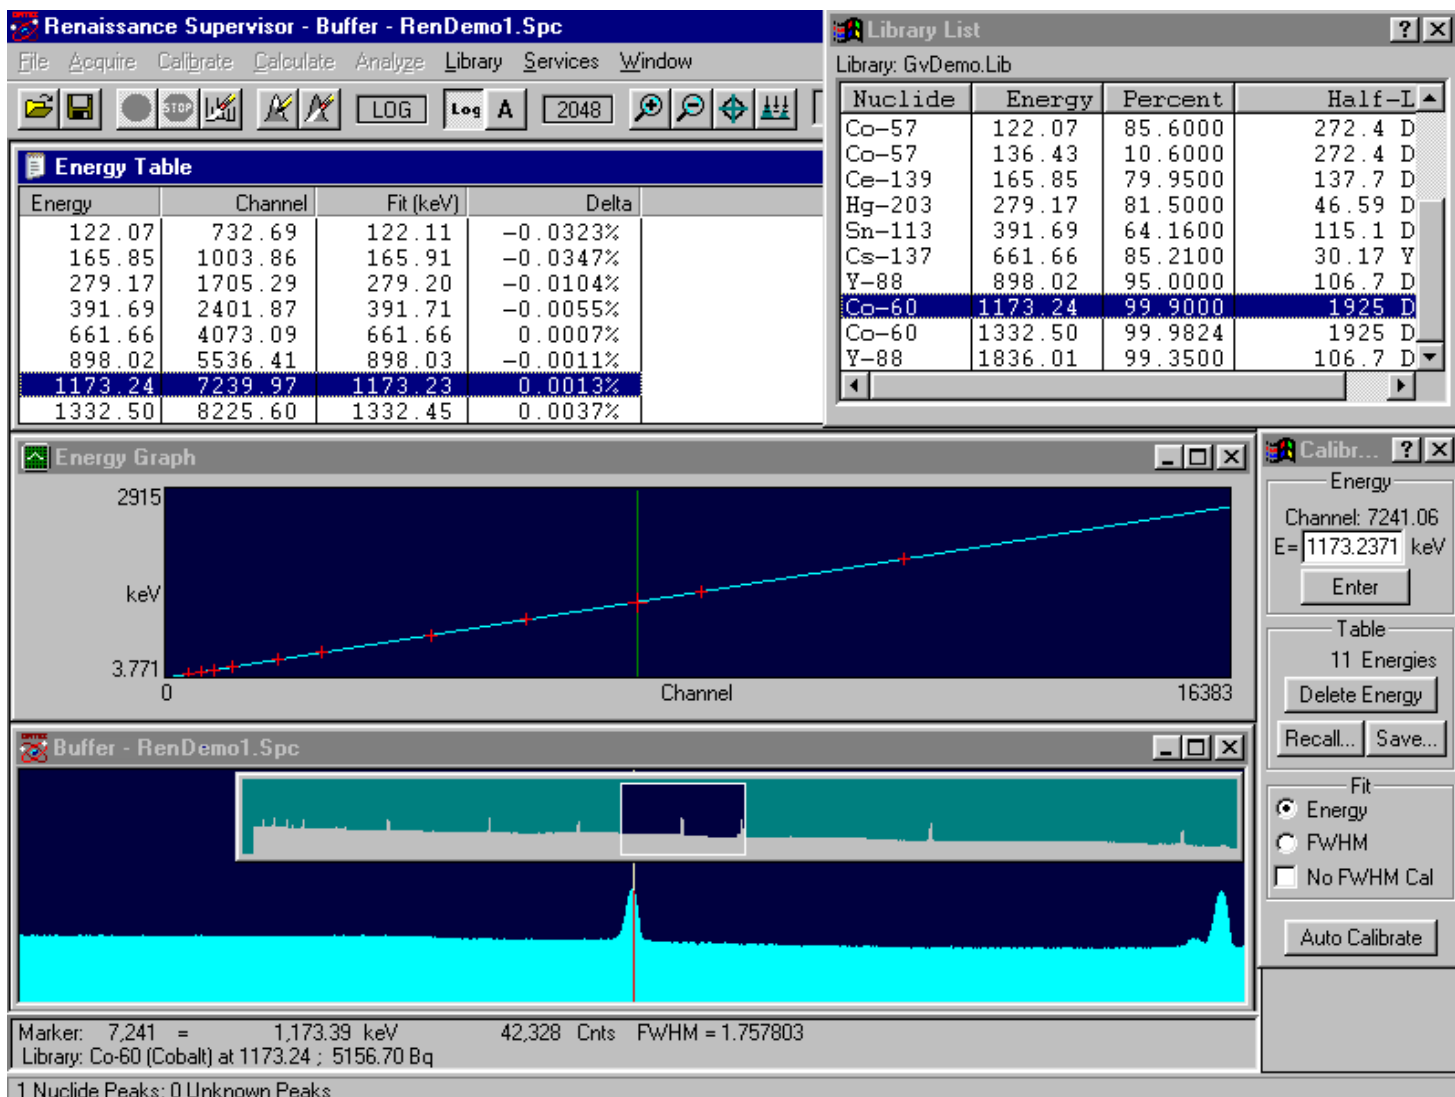 Renaissance Supervisor - Buffer - RenDemo1.Spc
File Acquire Calibrate Calculate Analyze Library Services Window
STOP LOG Log A 2048
Energy Table
Energy Channel Fit (keV) Delta
122.07 732.69 122.11 -0.0323%
165.85 1003.86 165.91 -0.0347%
279.17 1705.29 279.20 -0.0104%
391.69 2401.87 391.71 -0.0055%
661.66 4073.09 661.66 0.0007%
898.02 5536.41 898.03 -0.0011%
1173.24 7239.97 1173.23 0.0013%
1332.50 8225.60 1332.45 0.0037%
Library List
Library: GvDemo.Lib
Nuclide Energy Percent Half-L
Co-57 122.07 85.6000 272.4 D
Co-57 136.43 10.6000 272.4 D
Ce-139 165.85 79.9500 137.7 D
Hg-203 279.17 81.5000 46.59 D
Sn-113 391.69 64.1600 115.1 D
Cs-137 661.66 85.2100 30.17 Y
Y-88 898.02 95.0000 106.7 D
Co-60 1173.24 99.9000 1925 D
Co-60 1332.50 99.9824 1925 D
Y-88 1836.01 99.3500 106.7 D
Energy Graph
2915
keV
3.771
0 Channel 16383
Calibr...
Energy
Channel: 7241.06
E= 1173.2371 keV
Enter
Table
11 Energies
Delete Energy
Recall... Save...
Fit
Energy
FWHM
No FWHM Cal
Auto Calibrate
Buffer - RenDemo1.Spc
Marker: 7,241 = 1,173.39 keV 42,328 Cnts FWHM = 1.757803
Library: Co-60 (Cobalt) at 1173.24 ; 5156.70 Bq
1 Nuclide Peaks: 0 Unknown Peaks